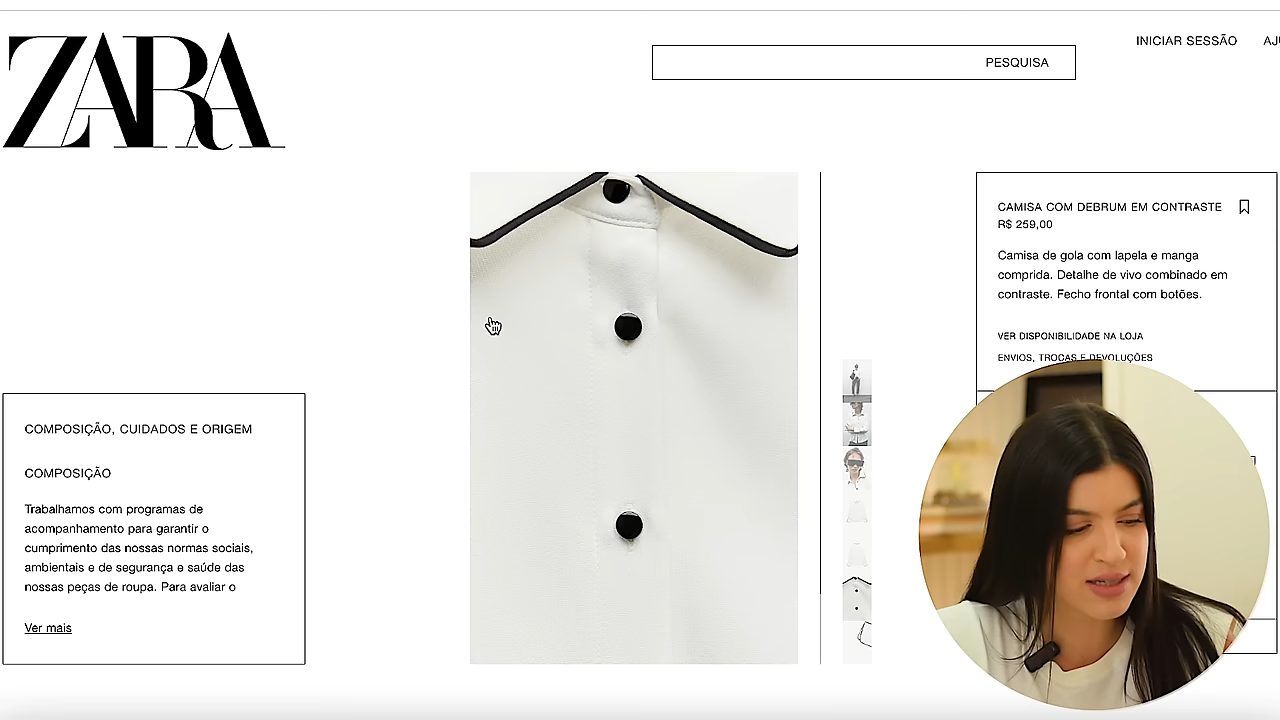 ZARA
PESQUISA
INICIAR SESSÃO
CAMISA COM DEBRUM EM CONTRASTE
R$ 259,00
Camisa de gola com lapela e manga
comprida. Detalhe de vivo combinado em
contraste. Fecho frontal com botões.
VER DISPONIBILIDADE NA LOJA
ENVIOS, TROCAS E DEVOLUÇÕES
COMPOSIÇÃO, CUIDADOS E ORIGEM
COMPOSIÇÃO
Trabalhamos com programas de
acompanhamento para garantir o
cumprimento das nossas normas sociais,
ambientais e de segurança e saúde das
nossas peças de roupa. Para avaliar o
Ver mais